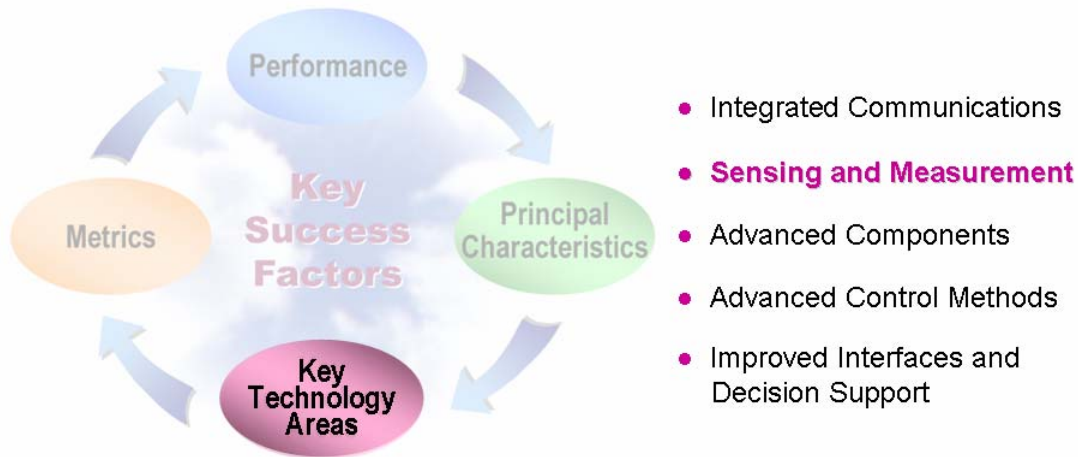 Performance
Key
Success
Factors
Metrics
Principal
Characteristics
Key
Technology
Areas
● Integrated Communications
● Sensing and Measurement
● Advanced Components
● Advanced Control Methods
● Improved Interfaces and
Decision Support